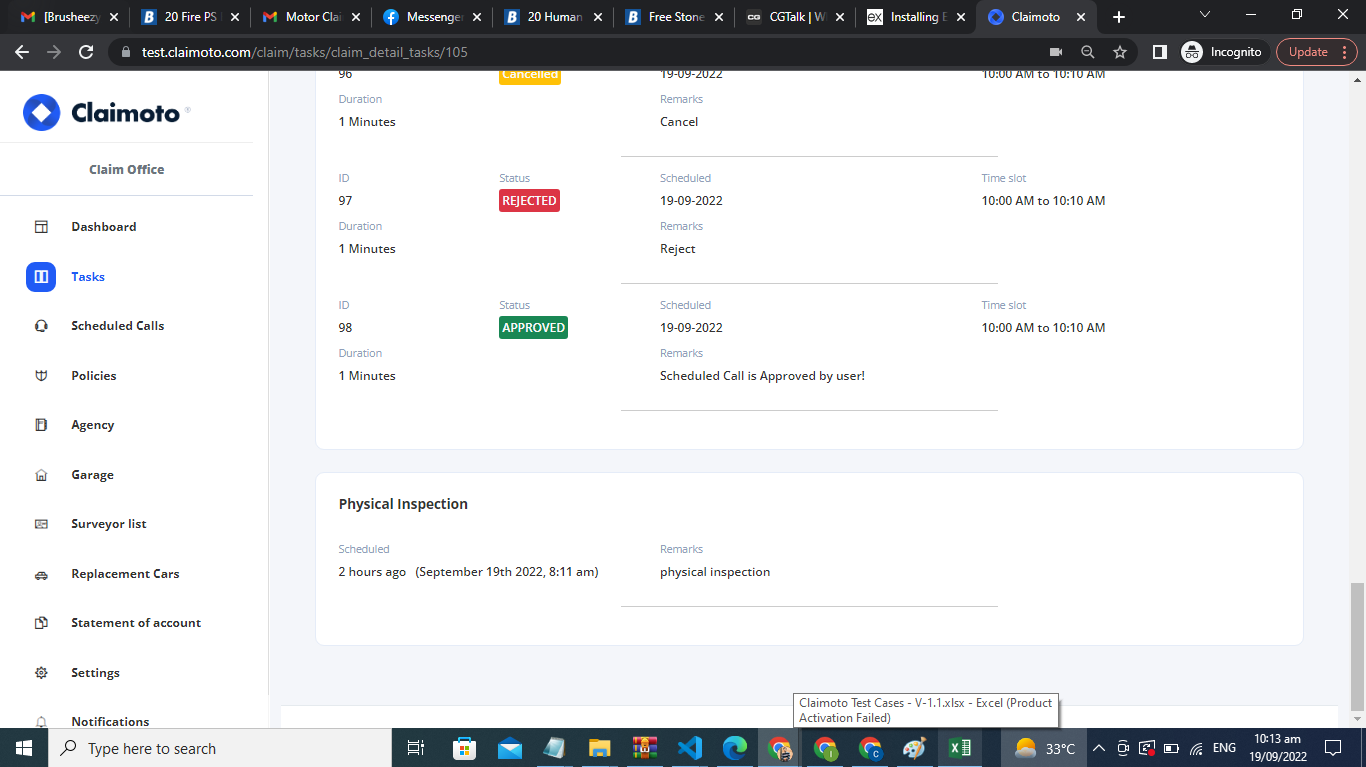 [Brusheezy
20 Fire PS
Motor Clai
Messenger
20 Human
Free Stone
CGTalk | W
Installing E
Claimoto
test.claimoto.com/claim/tasks/claim_detail_tasks/105
Incognito
Update
Claimoto
Claim Office
Dashboard
Tasks
Scheduled Calls
Policies
Agency
Garage
Surveyor list
Replacement Cars
Statement of account
Settings
Notifications
96 Cancelled 19-09-2022 10:00 AM to 10:10 AM
Duration Remarks
1 Minutes Cancel
ID Status Scheduled Time slot
97 REJECTED 19-09-2022 10:00 AM to 10:10 AM
Duration Remarks
1 Minutes Reject
ID Status Scheduled Time slot
98 APPROVED 19-09-2022 10:00 AM to 10:10 AM
Duration Remarks
1 Minutes Scheduled Call is Approved by user!
Physical Inspection
Scheduled Remarks
2 hours ago (September 19th 2022, 8:11 am) physical inspection
Claimoto Test Cases - V-1.1.xlsx - Excel (Product
Activation Failed)
Type here to search
33°C
ENG
10:13 am
19/09/2022